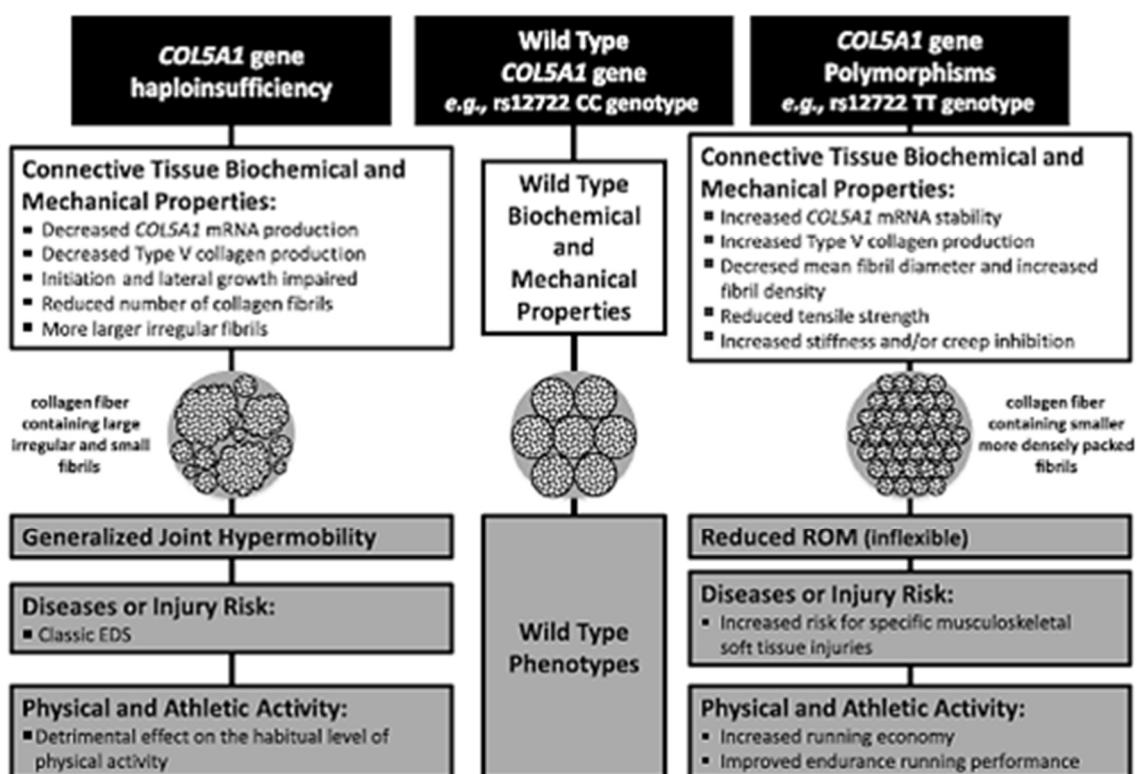 COL5A1 gene
haploinsufficiency
Wild Type
COL5A1 gene
e.g., rs12722 CC genotype
COL5A1 gene
Polymorphisms
e.g., rs12722 TT genotype
Connective Tissue Biochemical and
Mechanical Properties:
▪ Decreased COL5A1 mRNA production
▪ Decreased Type V collagen production
▪ Initiation and lateral growth impaired
▪ Reduced number of collagen fibrils
▪ More larger irregular fibrils
Wild Type
Biochemical
and
Mechanical
Properties
Connective Tissue Biochemical and
Mechanical Properties:
▪ Increased COL5A1 mRNA stability
▪ Increased Type V collagen production
▪ Decresed mean fibril diameter and increased
fibril density
▪ Reduced tensile strength
▪ Increased stiffness and/or creep inhibition
collagen fiber
containing large
irregular and small
fibrils
collagen fiber
containing smaller
more densely packed
fibrils
Generalized Joint Hypermobility
Diseases or Injury Risk:
▪ Classic EDS
Physical and Athletic Activity:
▪ Detrimental effect on the habitual level of
physical activity
Wild Type
Phenotypes
Reduced ROM (inflexible)
Diseases or Injury Risk:
▪ Increased risk for specific musculoskeletal
soft tissue injuries
Physical and Athletic Activity:
▪ Increased running economy
▪ Improved endurance running performance